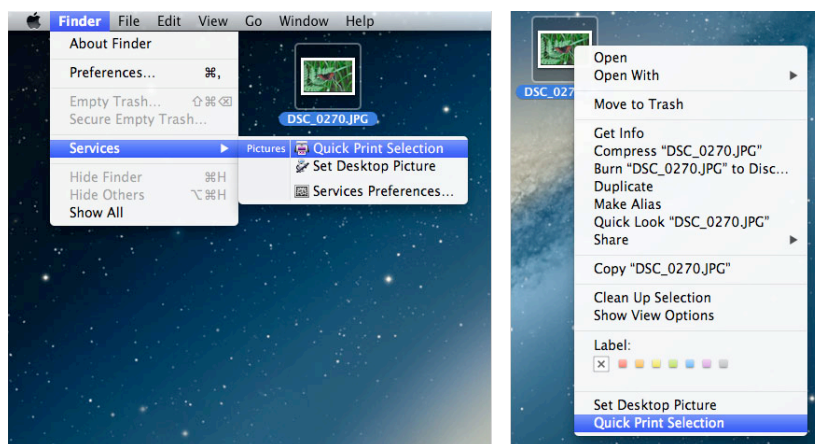 Finder File Edit View Go Window Help
About Finder
Preferences... ⌘,
Empty Trash... ⇧⌘⌫
Secure Empty Trash...
DSC_0270.JPG
Services
Pictures Quick Print Selection
Set Desktop Picture
Services Preferences...
Hide Finder ⌘H
Hide Others ⌥⌘H
Show All
DSC_027
Open
Open With
Move to Trash
Get Info
Compress “DSC_0270.JPG”
Burn “DSC_0270.JPG” to Disc...
Duplicate
Make Alias
Quick Look “DSC_0270.JPG”
Share
Copy “DSC_0270.JPG”
Clean Up Selection
Show View Options
Label:
Set Desktop Picture
Quick Print Selection